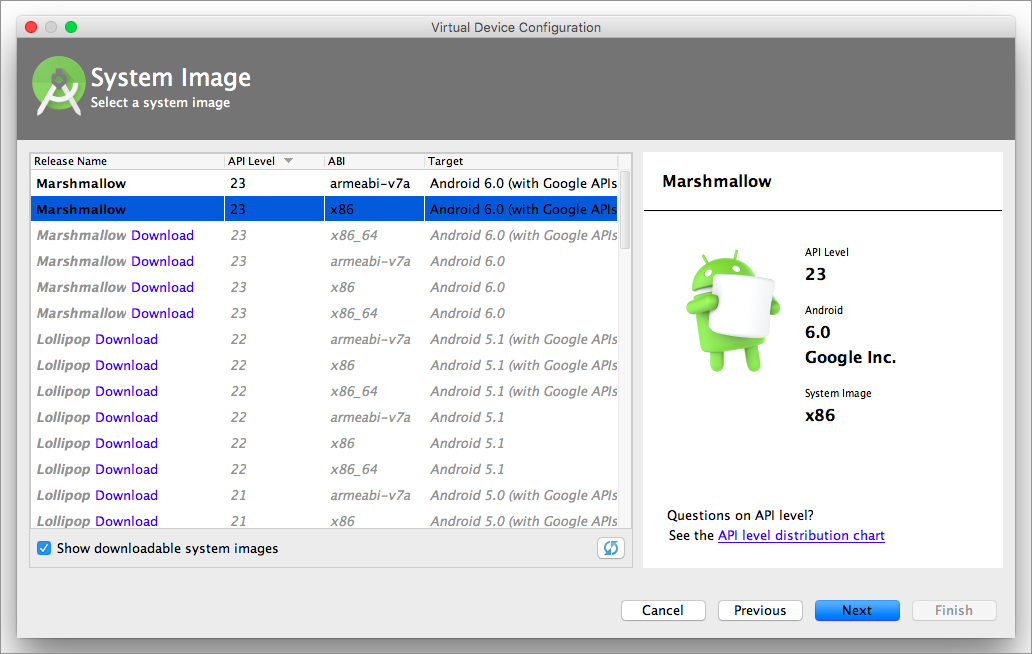 Virtual Device Configuration
System Image
Select a system image
Release Name API Level ABI Target
Marshmallow 23 armeabi-v7a Android 6.0 (with Google APIs
Marshmallow 23 x86 Android 6.0 (with Google APIs
Marshmallow Download 23 x86_64 Android 6.0 (with Google APIs
Marshmallow Download 23 armeabi-v7a Android 6.0
Marshmallow Download 23 x86 Android 6.0
Marshmallow Download 23 x86_64 Android 6.0
Lollipop Download 22 armeabi-v7a Android 5.1 (with Google APIs
Lollipop Download 22 x86 Android 5.1 (with Google APIs
Lollipop Download 22 x86_64 Android 5.1 (with Google APIs
Lollipop Download 22 armeabi-v7a Android 5.1
Lollipop Download 22 x86 Android 5.1
Lollipop Download 22 x86_64 Android 5.1
Lollipop Download 21 armeabi-v7a Android 5.0 (with Google APIs
Lollipop Download 21 x86 Android 5.0 (with Google APIs
Show downloadable system images
Marshmallow
API Level
23
Android
6.0
Google Inc.
System Image
x86
Questions on API level?
See the API level distribution chart
Cancel Previous Next Finish